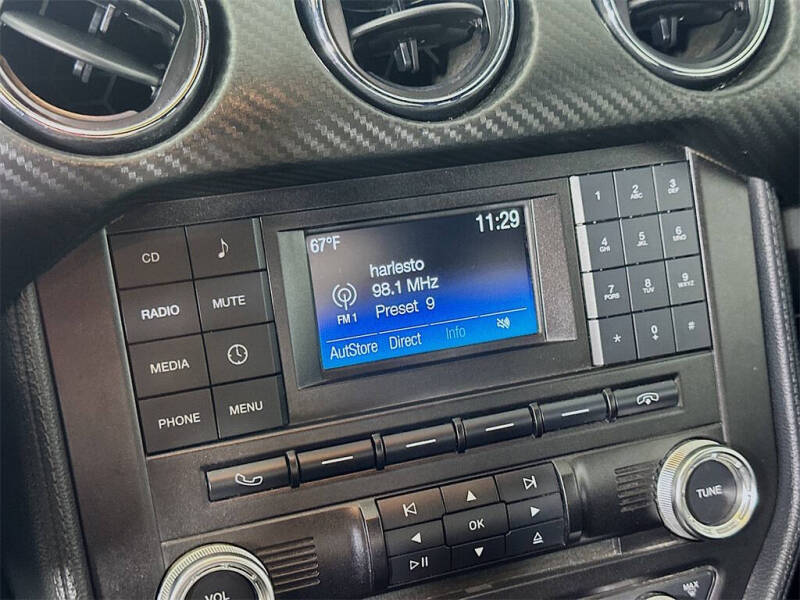 67°F
11:29
harlesto
98.1 MHz
FM 1
Preset 9
AutStore Direct Info
CD
RADIO MUTE
MEDIA
PHONE MENU
1 2 ABC 3 DEF
4 GHI 5 JKL 6 MNO
7 PQRS 8 TUV 9 WXYZ
* 0 #
OK
TUNE
VOL
MAX